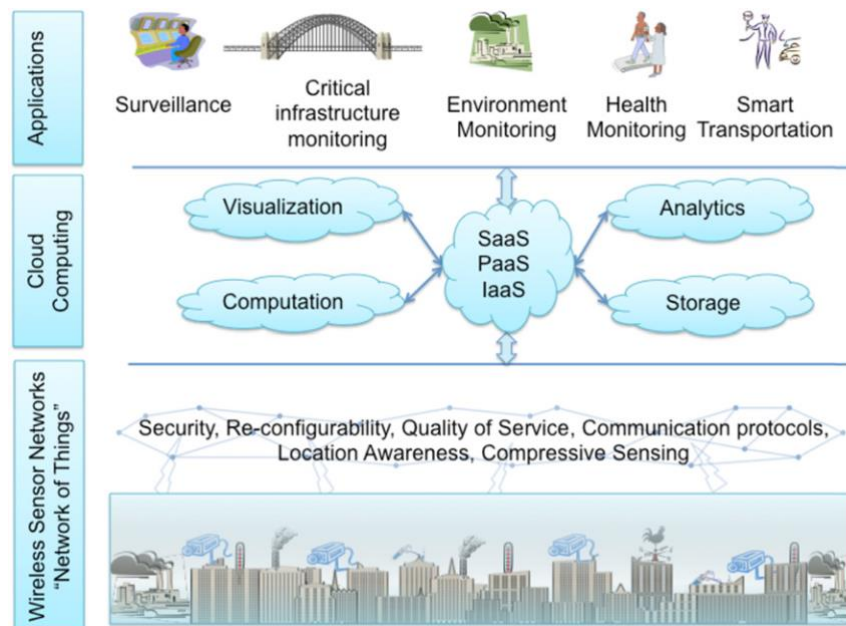 Applications
Surveillance
Critical
infrastructure
monitoring
Environment
Monitoring
Health
Monitoring
Smart
Transportation
Cloud
Computing
Visualization
Computation
SaaS
PaaS
IaaS
Analytics
Storage
Wireless Sensor Networks
“Network of Things”
Security, Re-configurability, Quality of Service, Communication protocols,
Location Awareness, Compressive Sensing